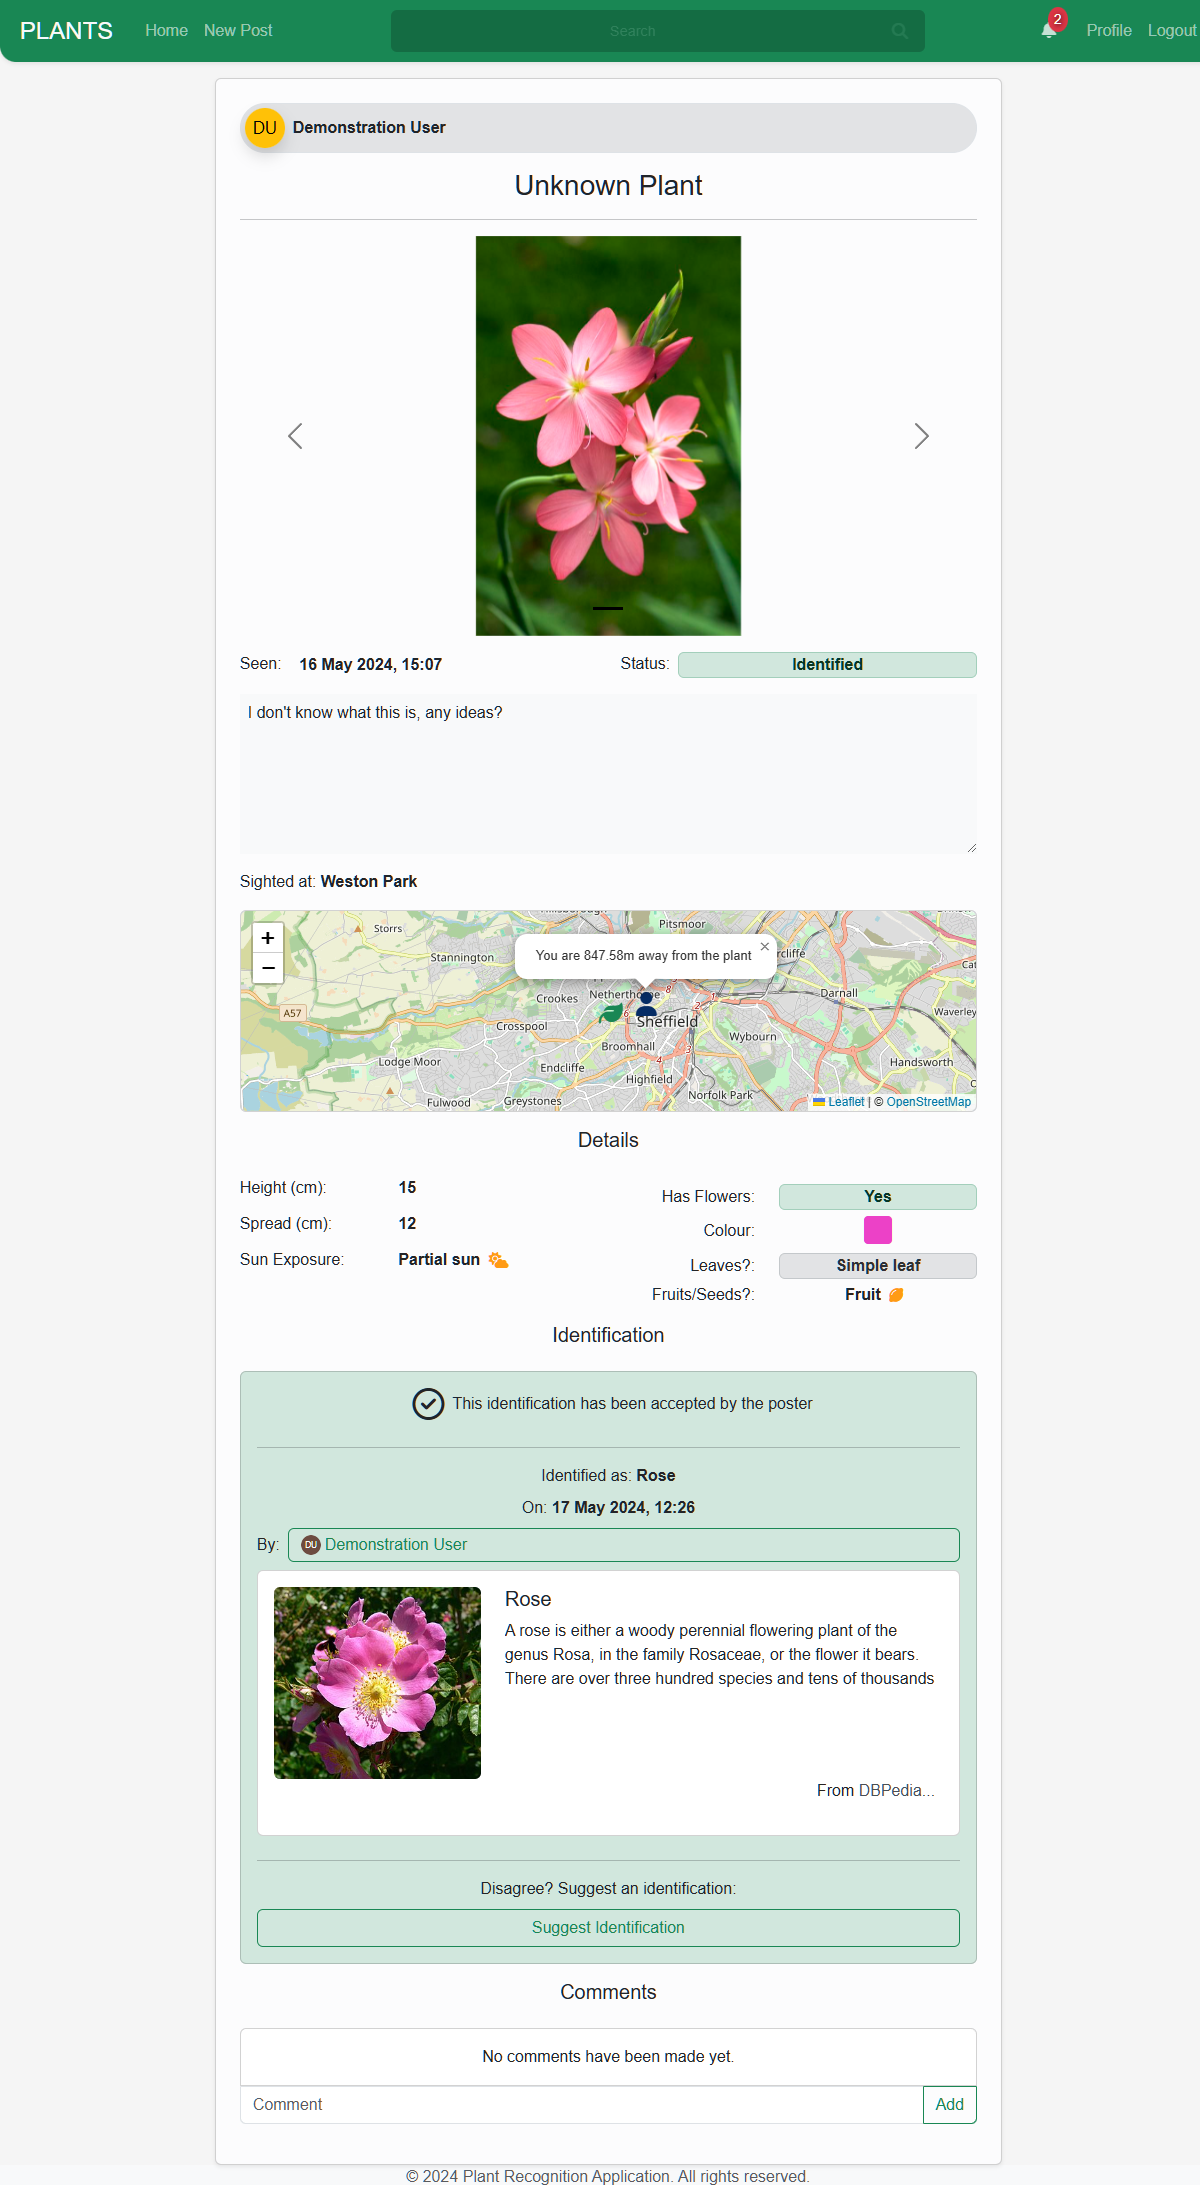 PLANTS Home New Post Search 2 Profile Logout
DU Demonstration User
Unknown Plant
Seen: 16 May 2024, 15:07 Status: Identified
I don't know what this is, any ideas?
Sighted at: Weston Park
+
−
You are 847.58m away from the plant ×
Storrs
Pitsmoor
Stannington
Crookes
Darnall
A57
Crosspool
Sheffield
Waverley
Broomhall
Wybourn
Lodge Moor
Endcliffe
Handsworth
Highfield
Norfolk Park
Fulwood
Greystones
Leaflet | © OpenStreetMap
Details
Height (cm): 15
Spread (cm): 12
Sun Exposure: Partial sun
Has Flowers: Yes
Colour:
Leaves?: Simple leaf
Fruits/Seeds?: Fruit
Identification
This identification has been accepted by the poster
Identified as: Rose
On: 17 May 2024, 12:26
By: DU Demonstration User
Rose
A rose is either a woody perennial flowering plant of the
genus Rosa, in the family Rosaceae, or the flower it bears.
There are over three hundred species and tens of thousands
From DBPedia...
Disagree? Suggest an identification:
Suggest Identification
Comments
No comments have been made yet.
Comment Add
© 2024 Plant Recognition Application. All rights reserved.